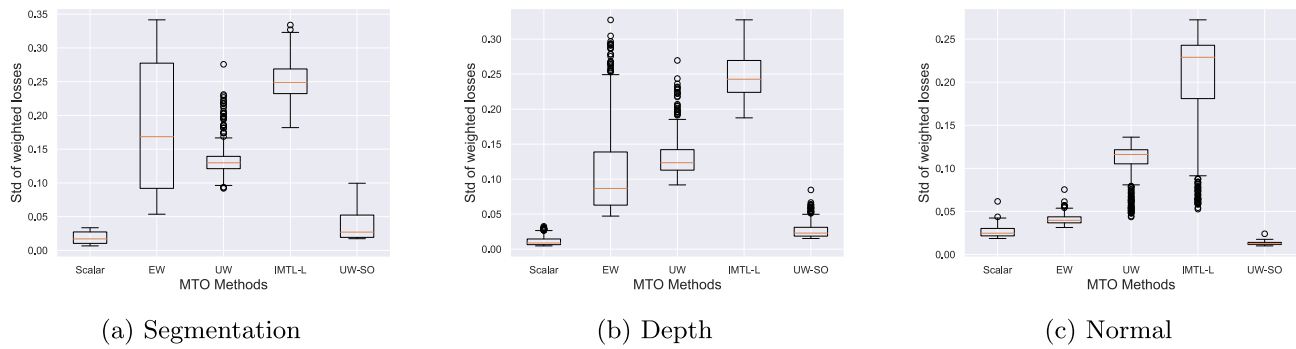 0.35
0.30
0.25
0.20
0.15
0.10
0.05
0.00
Std of weighted losses
Scalar EW UW IMTL-L UW-SO
MTO Methods
(a) Segmentation
0.30
0.25
0.20
0.15
0.10
0.05
0.00
Std of weighted losses
Scalar EW UW IMTL-L UW-SO
MTO Methods
(b) Depth
0.25
0.20
0.15
0.10
0.05
0.00
Std of weighted losses
Scalar EW UW IMTL-L UW-SO
MTO Methods
(c) Normal